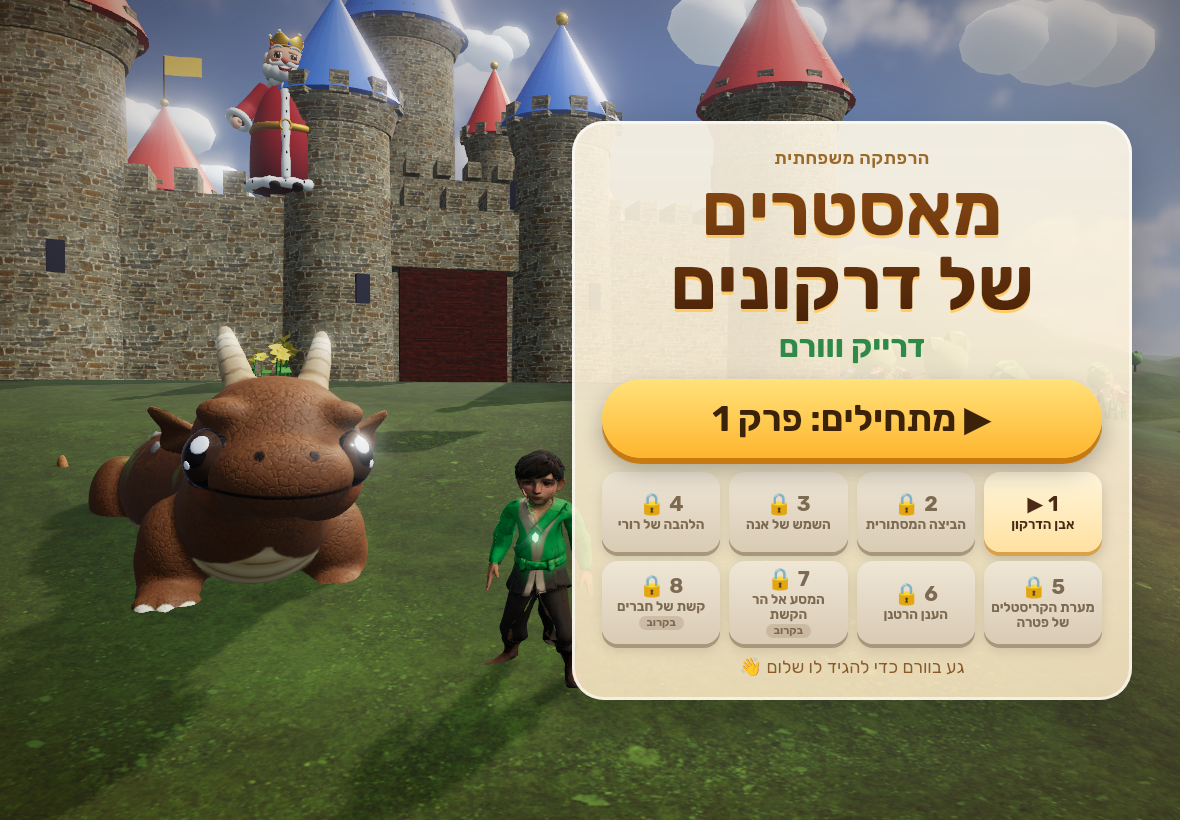 הרפתקה משפחתית
מאסטרים
של דרקונים
דרייק ווורם
▶ מתחילים: פרק 1
1 ▶
אבן הדרקון
2 🔒
הביצה המסתורית
3 🔒
השמש של אנה
4 🔒
הלהבה של רורי
5 🔒
מערת הקריסטלים
של פטרה
6 🔒
הענן הרטנן
7 🔒
המסע אל הר
הקשת
בקרוב
8 🔒
קשת של חברים
בקרוב
גע בוורם כדי להגיד לו שלום 👋